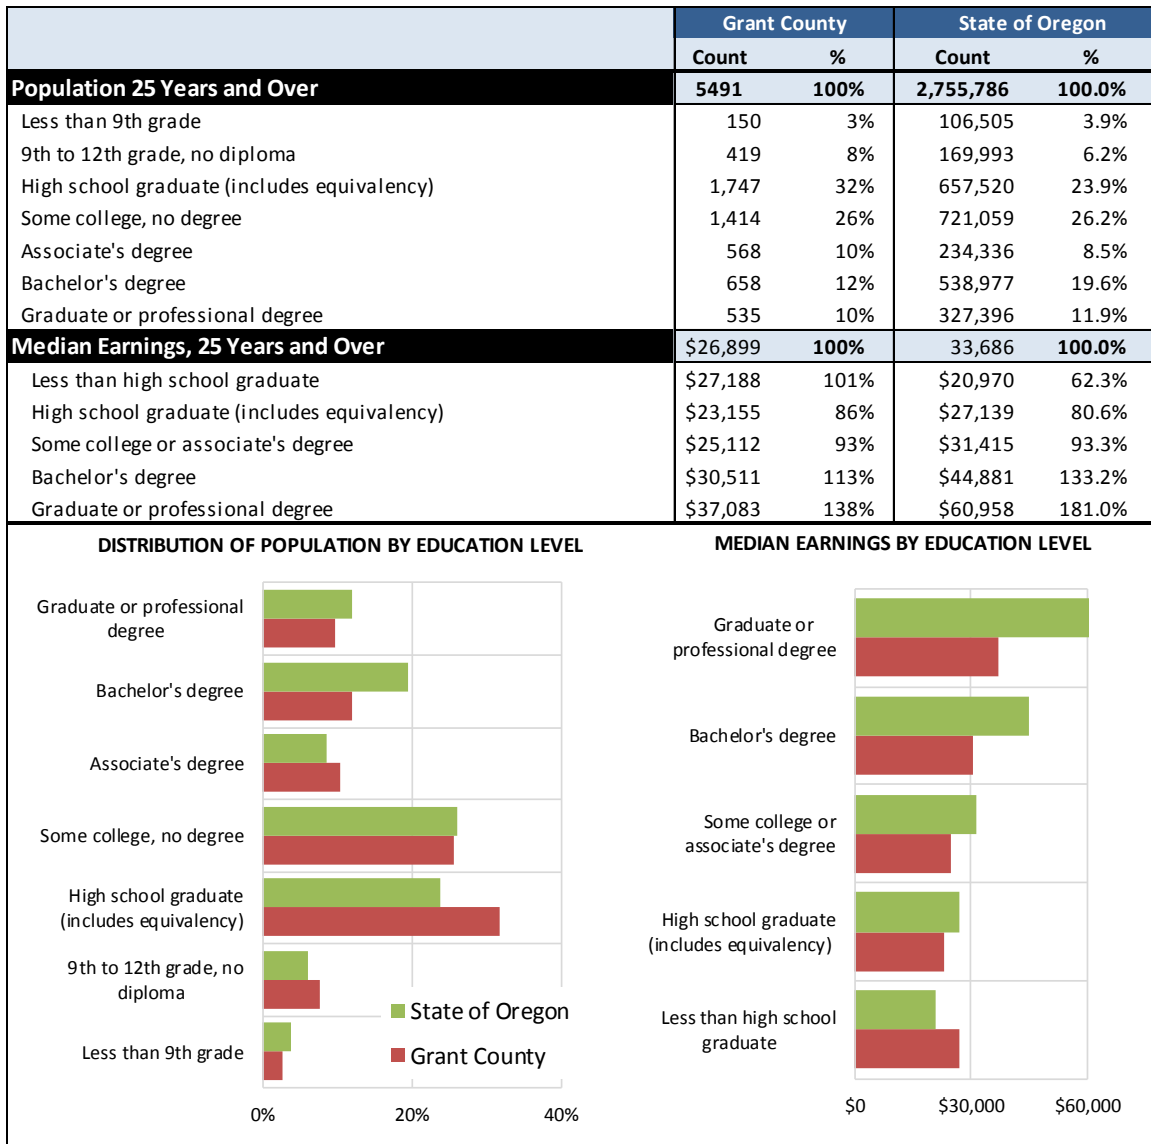 Grant County State of Oregon
Count % Count %
Population 25 Years and Over 5491 100% 2,755,786 100.0%
Less than 9th grade 150 3% 106,505 3.9%
9th to 12th grade, no diploma 419 8% 169,993 6.2%
High school graduate (includes equivalency) 1,747 32% 657,520 23.9%
Some college, no degree 1,414 26% 721,059 26.2%
Associate's degree 568 10% 234,336 8.5%
Bachelor's degree 658 12% 538,977 19.6%
Graduate or professional degree 535 10% 327,396 11.9%
Median Earnings, 25 Years and Over $26,899 100% 33,686 100.0%
Less than high school graduate $27,188 101% $20,970 62.3%
High school graduate (includes equivalency) $23,155 86% $27,139 80.6%
Some college or associate's degree $25,112 93% $31,415 93.3%
Bachelor's degree $30,511 113% $44,881 133.2%
Graduate or professional degree $37,083 138% $60,958 181.0%
DISTRIBUTION OF POPULATION BY EDUCATION LEVEL
Graduate or professional
degree
Bachelor's degree
Associate's degree
Some college, no degree
High school graduate
(includes equivalency)
9th to 12th grade, no
diploma
Less than 9th grade
State of Oregon
Grant County
0% 20% 40%
MEDIAN EARNINGS BY EDUCATION LEVEL
Graduate or
professional degree
Bachelor's degree
Some college or
associate's degree
High school graduate
(includes equivalency)
Less than high school
graduate
$0 $30,000 $60,000